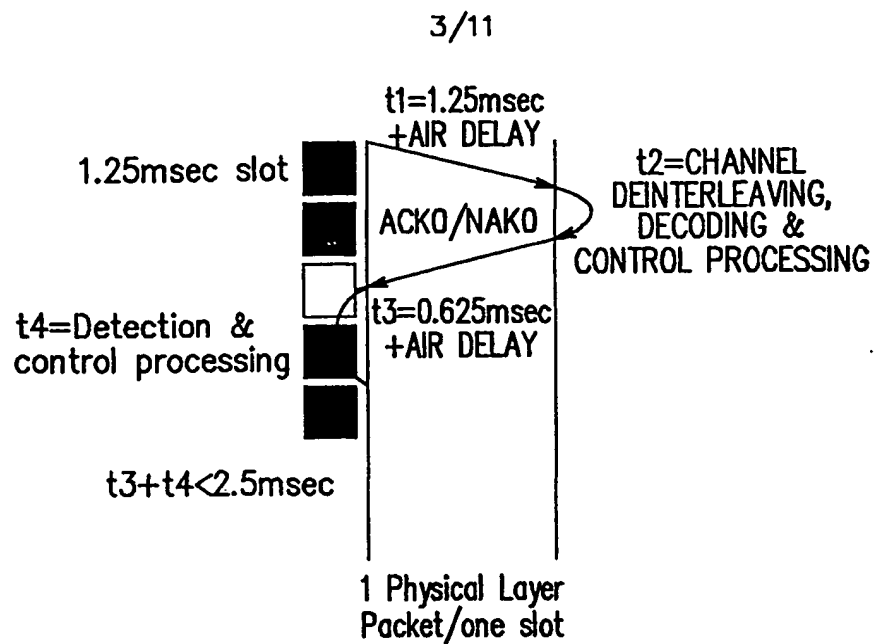 3/11
t1=1.25msec
+AIR DELAY
1.25msec slot
t2=CHANNEL
DEINTERLEAVING,
DECODING &
CONTROL PROCESSING
ACK0/NAK0
t3=0.625msec
+AIR DELAY
t4=Detection &
control processing
t3+t4<2.5msec
1 Physical Layer
Packet/one slot